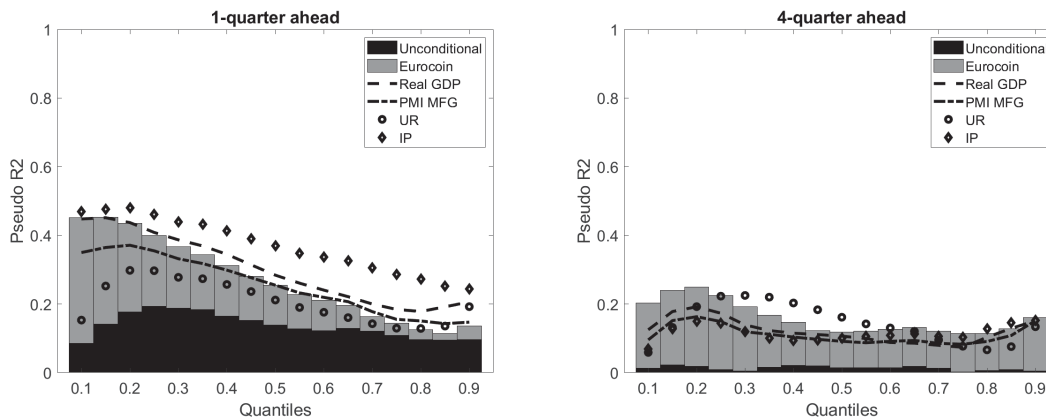 1-quarter ahead
1
0.8
0.6
0.4
0.2
0
Pseudo R2
0.1 0.2 0.3 0.4 0.5 0.6 0.7 0.8 0.9
Quantiles
Unconditional
Eurocoin
Real GDP
PMI MFG
UR
IP
4-quarter ahead
1
0.8
0.6
0.4
0.2
0
Pseudo R2
0.1 0.2 0.3 0.4 0.5 0.6 0.7 0.8 0.9
Quantiles
Unconditional
Eurocoin
Real GDP
PMI MFG
UR
IP